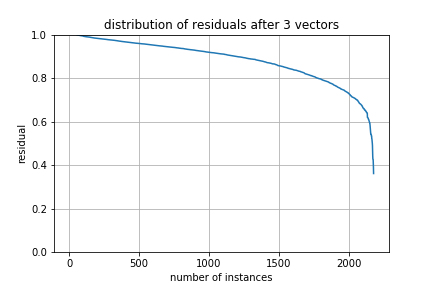 distribution of residuals after 3 vectors
1.0
0.8
0.6
0.4
0.2
0.0
residual
0 500 1000 1500 2000
number of instances